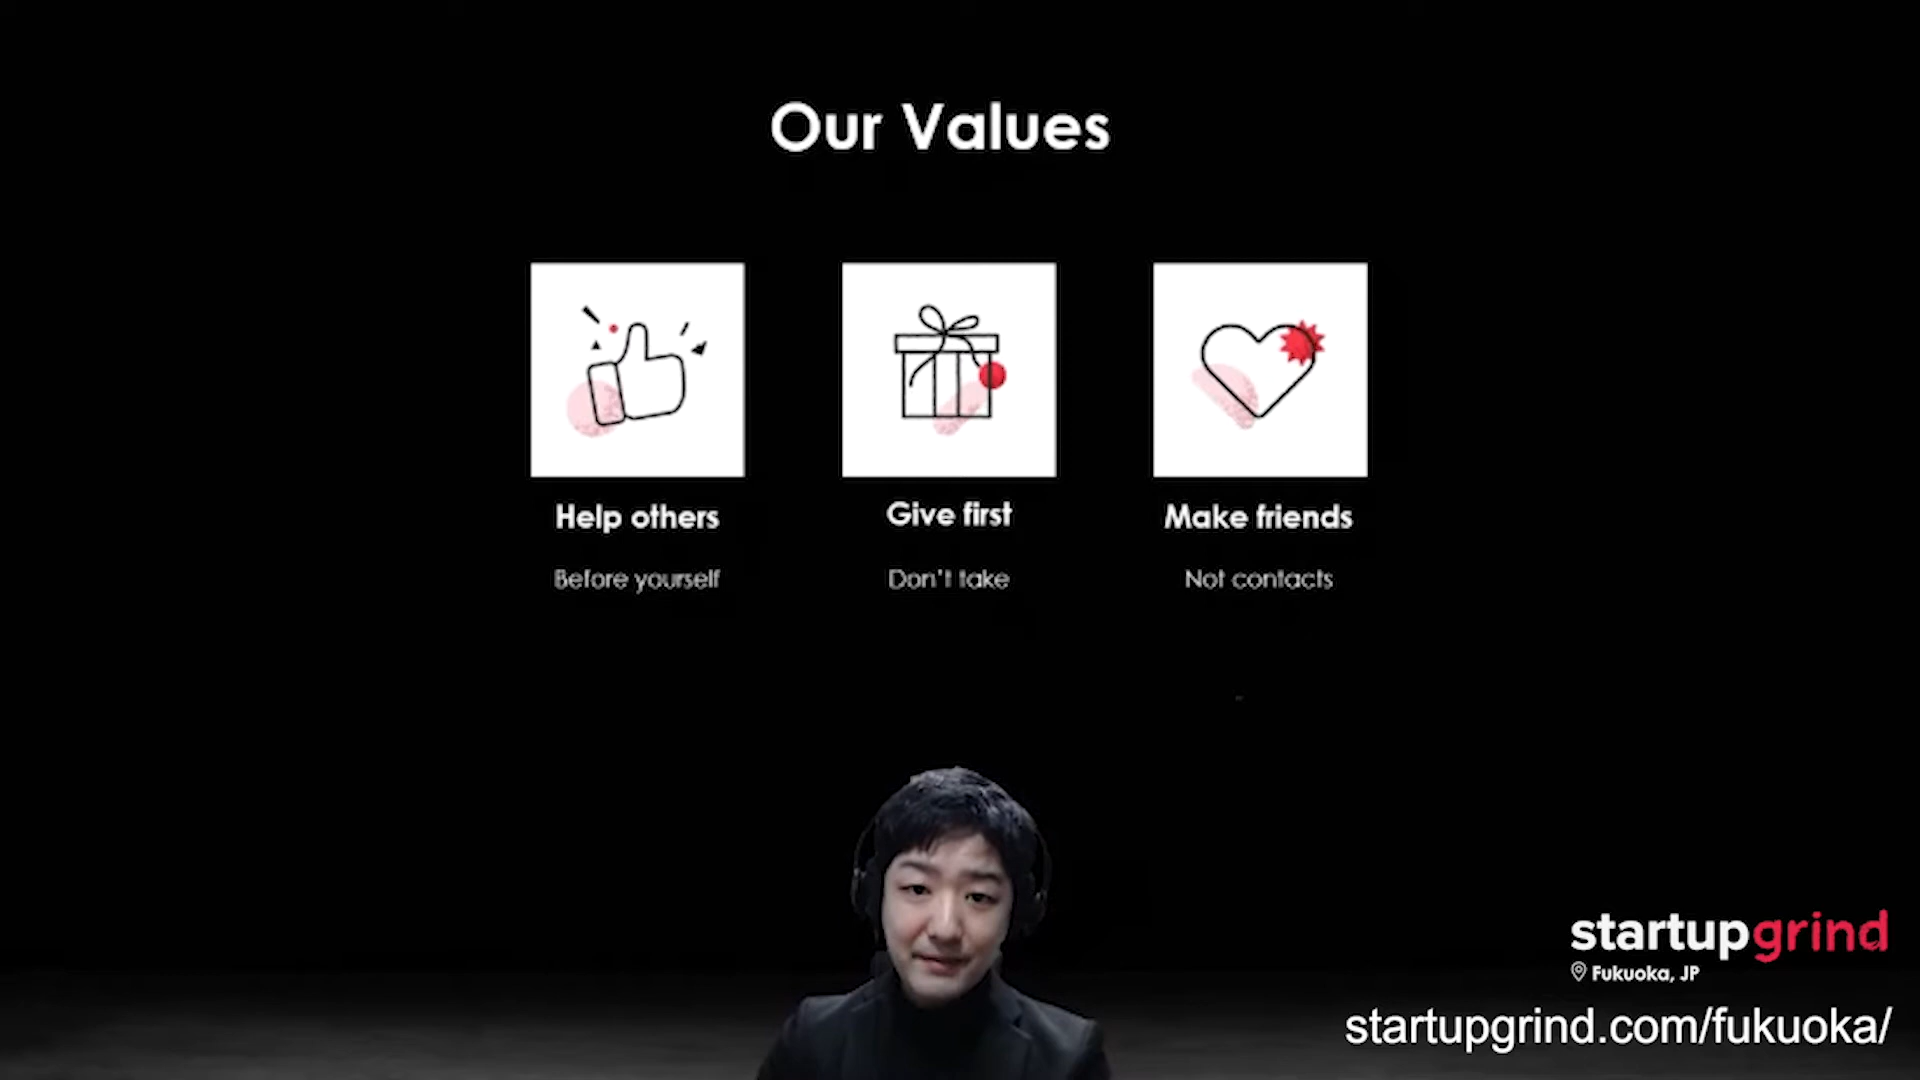 Our Values
Help others
Give first
Make friends
Before yourself
Don't take
Not contacts
startupgrind
Fukuoka, JP
startupgrind.com/fukuoka/